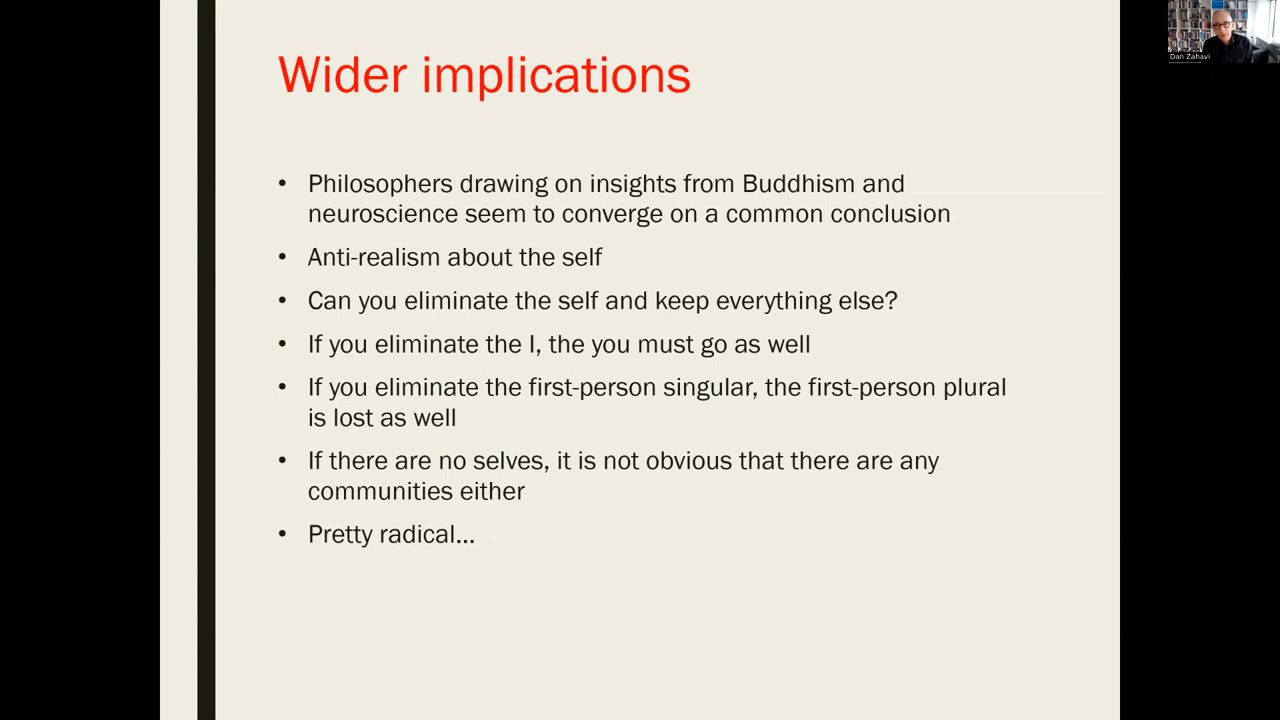 Wider implications
• Philosophers drawing on insights from Buddhism and
neuroscience seem to converge on a common conclusion
• Anti-realism about the self
• Can you eliminate the self and keep everything else?
• If you eliminate the I, the you must go as well
• If you eliminate the first-person singular, the first-person plural
is lost as well
• If there are no selves, it is not obvious that there are any
communities either
• Pretty radical...
Dan Zahavi